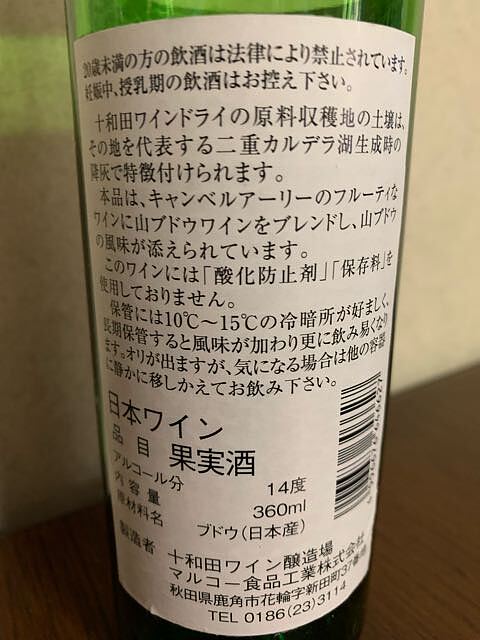 20歳未満の方の飲酒は法律により禁止されています。
妊娠中、授乳期の飲酒はお控え下さい。
十和田ワインドライの原料収穫地の土壌は、
その地を代表する二重カルデラ湖生成時の
降灰で特徴付けられます。
本品は、キャンベルアーリーのフルーティな
ワインに山ブドウワインをブレンドし、山ブドウ
の風味が添えられています。
このワインには「酸化防止剤」「保存料」を
使用しておりません。
保管には10℃〜15℃の冷暗所が好ましく、
長期保管すると風味が加わり更に飲み易くなり
ます。オリが出ますが、気になる場合は他の容器
に静かに移しかえてお飲み下さい。
日本ワイン
品目 果実酒
アルコール分 14度
内容量 360ml
原材料名 ブドウ(日本産)
製造者 十和田ワイン醸造場
マルコー食品工業株式会社
秋田県鹿角市花輪字新田町37番地
TEL 0186(23)3114